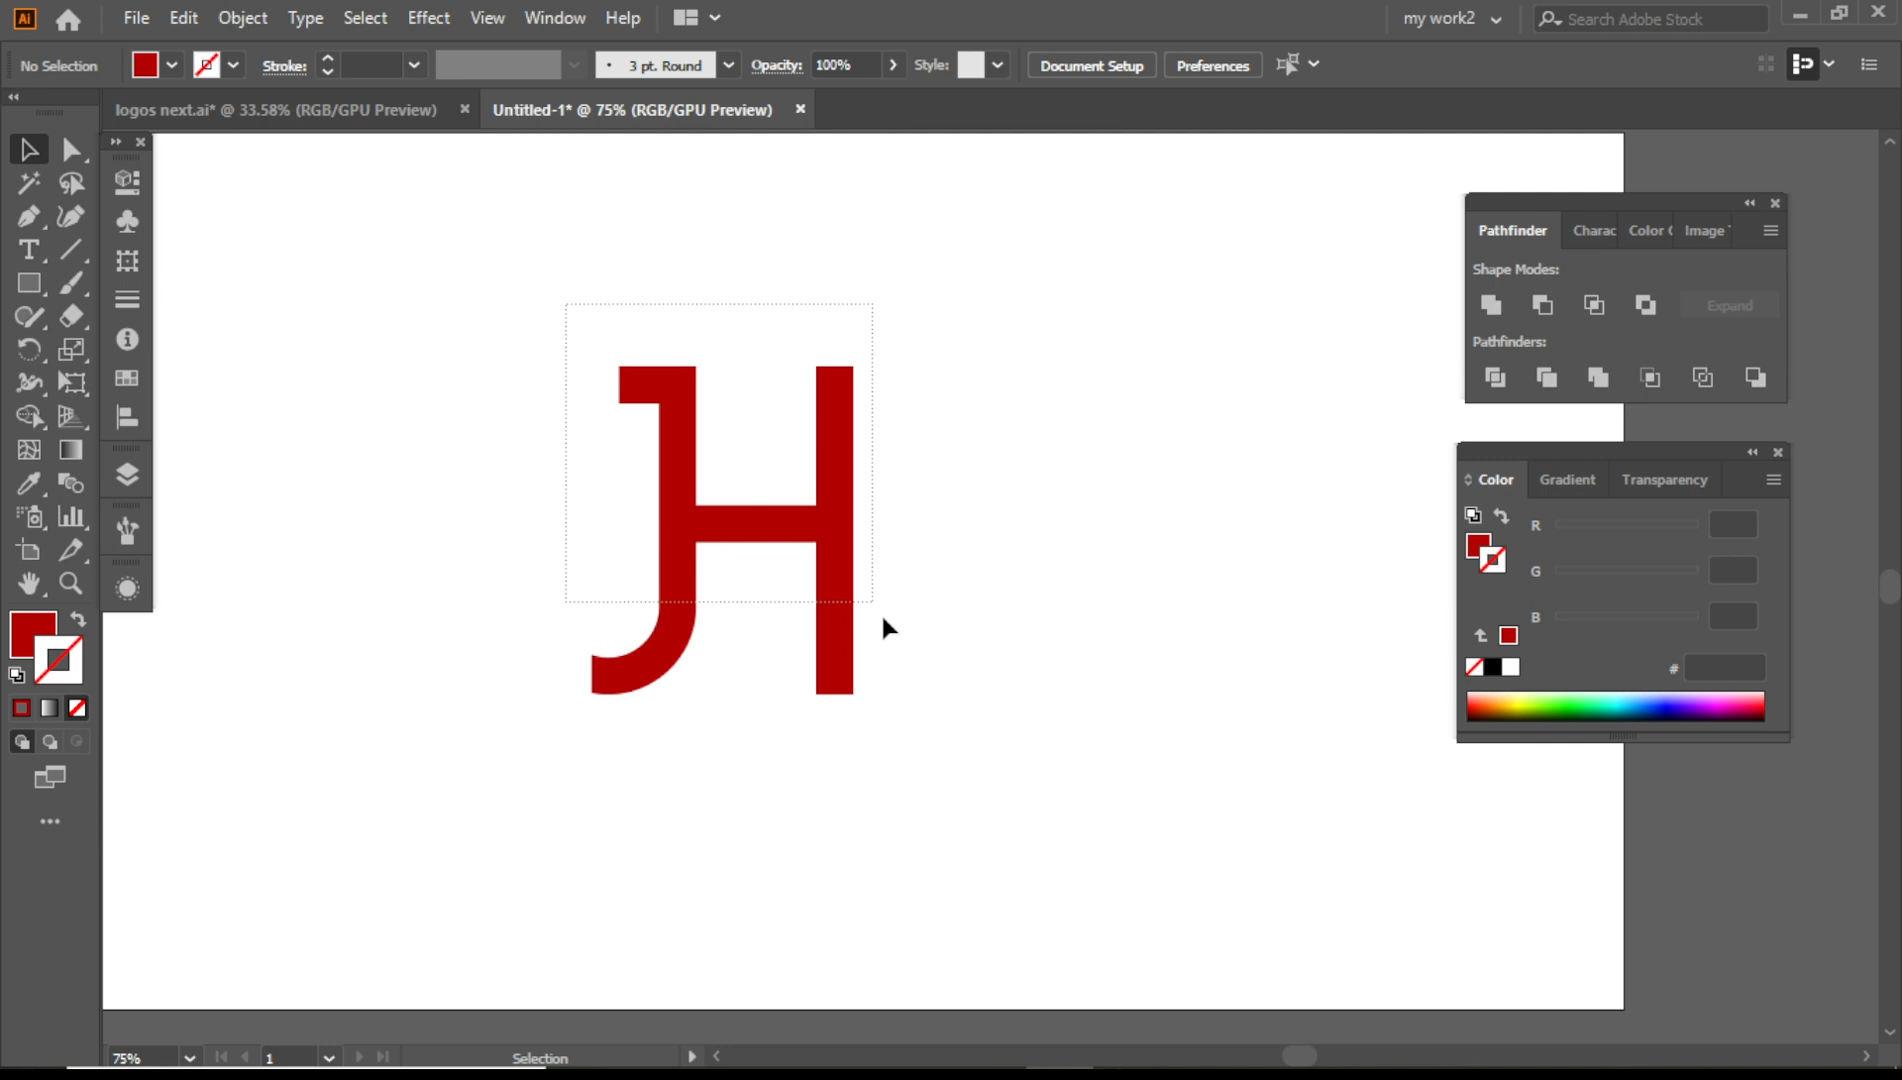 Ai File Edit Object Type Select Effect View Window Help my work2 Search Adobe Stock
No Selection Stroke: 3 pt. Round Opacity: 100% Style: Document Setup Preferences
logos next.ai* @ 33.58% (RGB/GPU Preview) Untitled-1* @ 75% (RGB/GPU Preview)
Pathfinder Charac Color Image
Shape Modes:
Expand
Pathfinders:
JH
Color Gradient Transparency
R
G
B
#
75% 1 Selection